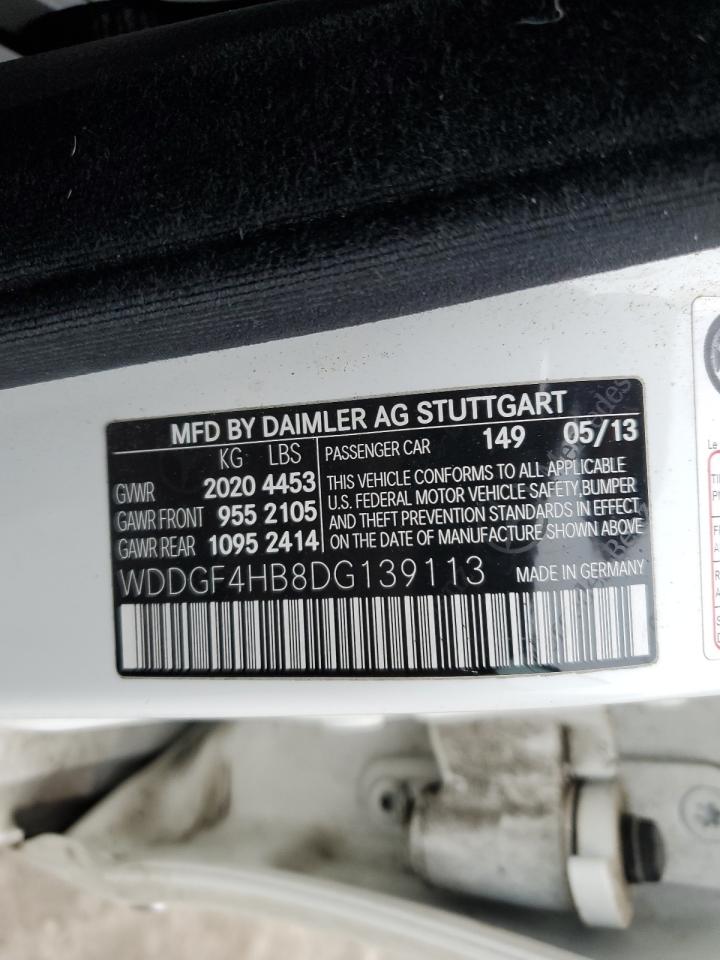 MFD BY DAIMLER AG STUTTGART
KG LBS
GVWR 2020 4453
GAWR FRONT 955 2105
GAWR REAR 1095 2414
PASSENGER CAR 149 05/13
THIS VEHICLE CONFORMS TO ALL APPLICABLE
U.S. FEDERAL MOTOR VEHICLE SAFETY, BUMPER
AND THEFT PREVENTION STANDARDS IN EFFECT
ON THE DATE OF MANUFACTURE SHOWN ABOVE
WDDGF4HB8DG139113 MADE IN GERMANY
Le